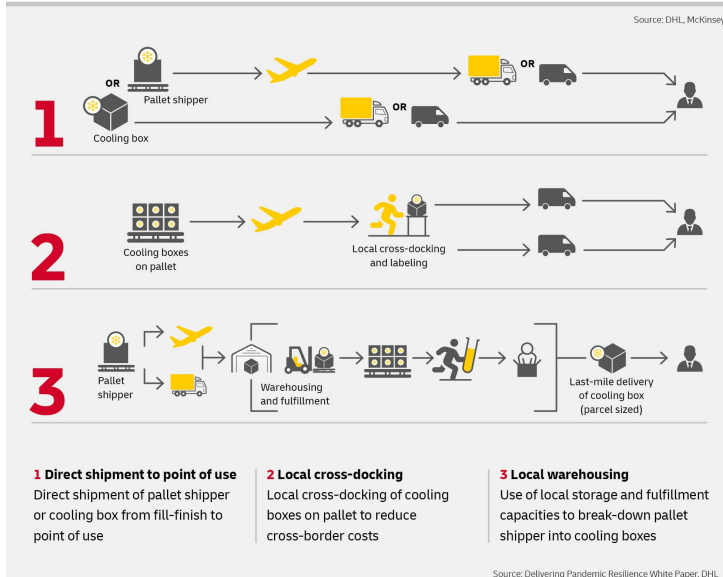 Source: DHL, McKinsey
1
OR
Pallet shipper
Cooling box
OR
OR
2
Cooling boxes
on pallet
Local cross-docking
and labeling
3
Pallet
shipper
Warehousing
and fulfillment
Last-mile delivery
of cooling box
(parcel sized)
1 Direct shipment to point of use
Direct shipment of pallet shipper
or cooling box from fill-finish to
point of use
2 Local cross-docking
Local cross-docking of cooling
boxes on pallet to reduce
cross-border costs
3 Local warehousing
Use of local storage and fulfillment
capacities to break-down pallet
shipper into cooling boxes
Source: Delivering Pandemic Resilience White Paper, DHL